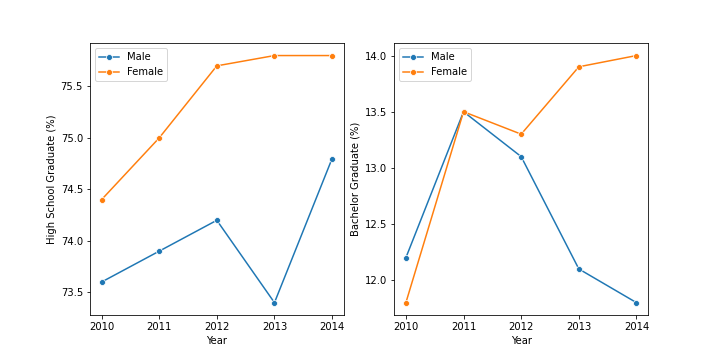 Male
Female
High School Graduate (%)
75.5
75.0
74.5
74.0
73.5
2010 2011 2012 2013 2014
Year
Male
Female
Bachelor Graduate (%)
14.0
13.5
13.0
12.5
12.0
2010 2011 2012 2013 2014
Year